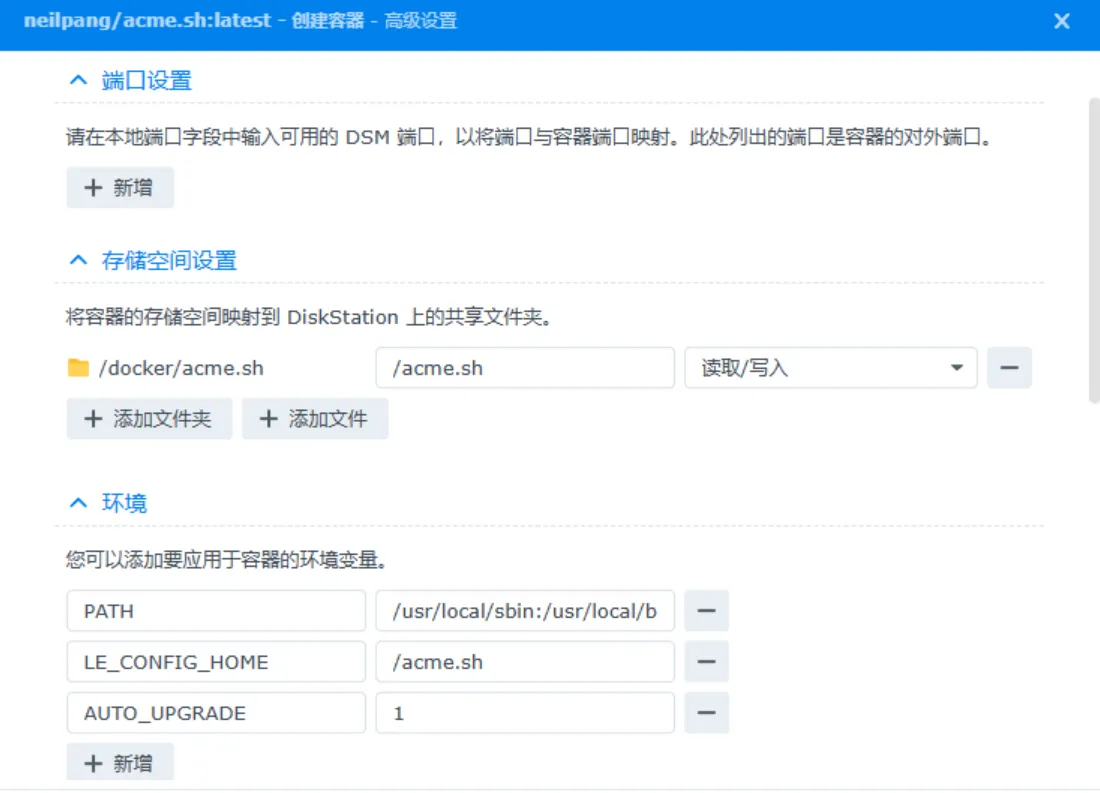 neilpang/acme.sh:latest - 创建容器 - 高级设置
端口设置
请在本地端口字段中输入可用的 DSM 端口，以将端口与容器端口映射。此处列出的端口是容器的对外端口。
新增
存储空间设置
将容器的存储空间映射到 DiskStation 上的共享文件夹。
/docker/acme.sh /acme.sh 读取/写入
添加文件夹 添加文件
环境
您可以添加要应用于容器的环境变量。
PATH /usr/local/sbin:/usr/local/b
LE_CONFIG_HOME /acme.sh
AUTO_UPGRADE 1
新增